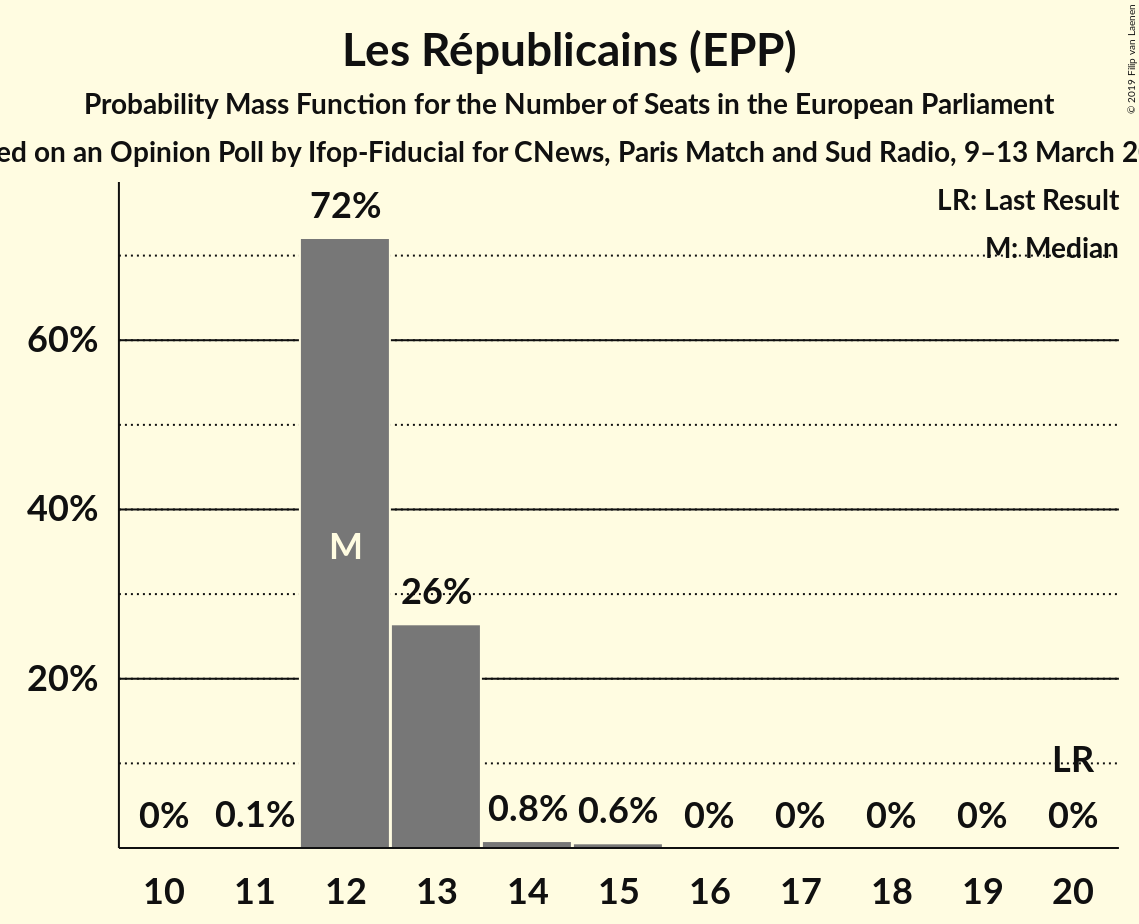 Les Républicains (EPP)
Probability Mass Function for the Number of Seats in the European Parliament
on an Opinion Poll by Ifop-Fiducial for CNews, Paris Match and Sud Radio, 9–13 March
© 2019 Filip van Laenen
LR: Last Result
M: Median
72%
60%
40%
M
26%
20%
LR
0% 0.1% 0.8% 0.6% 0% 0% 0% 0% 0%
10 11 12 13 14 15 16 17 18 19 20